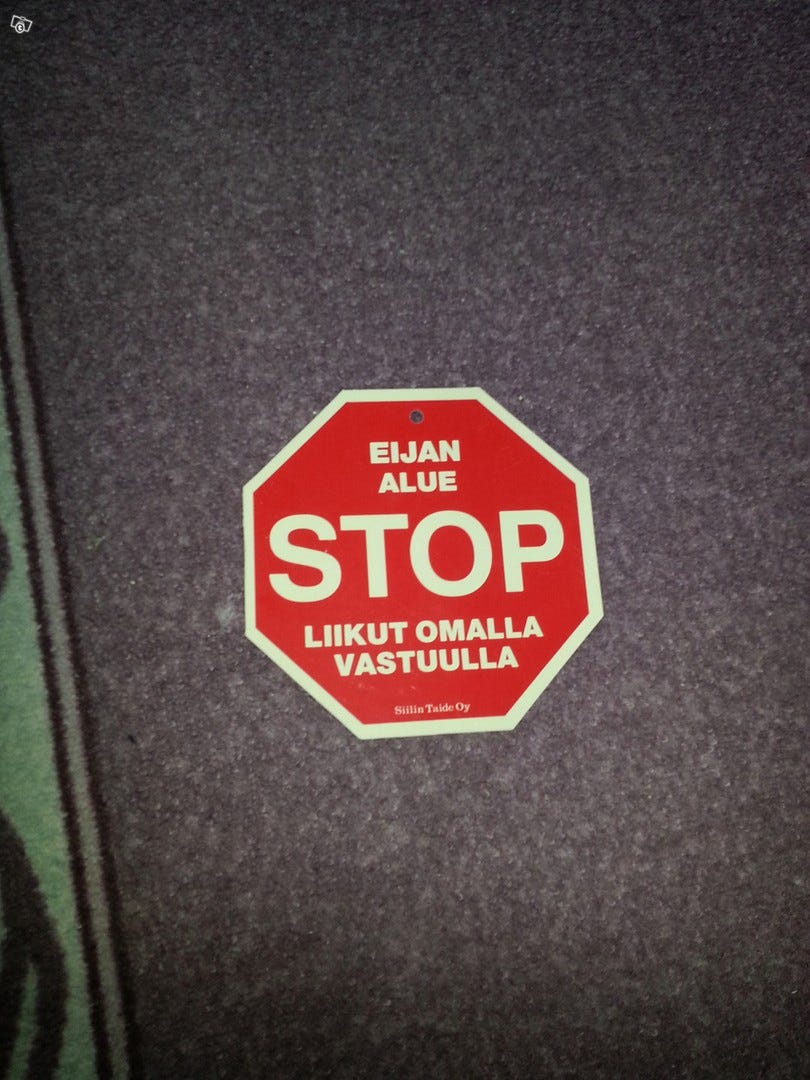 EIJAN
ALUE
STOP
LIIKUT OMALLA
VASTUULLA
Siilin Taide Oy